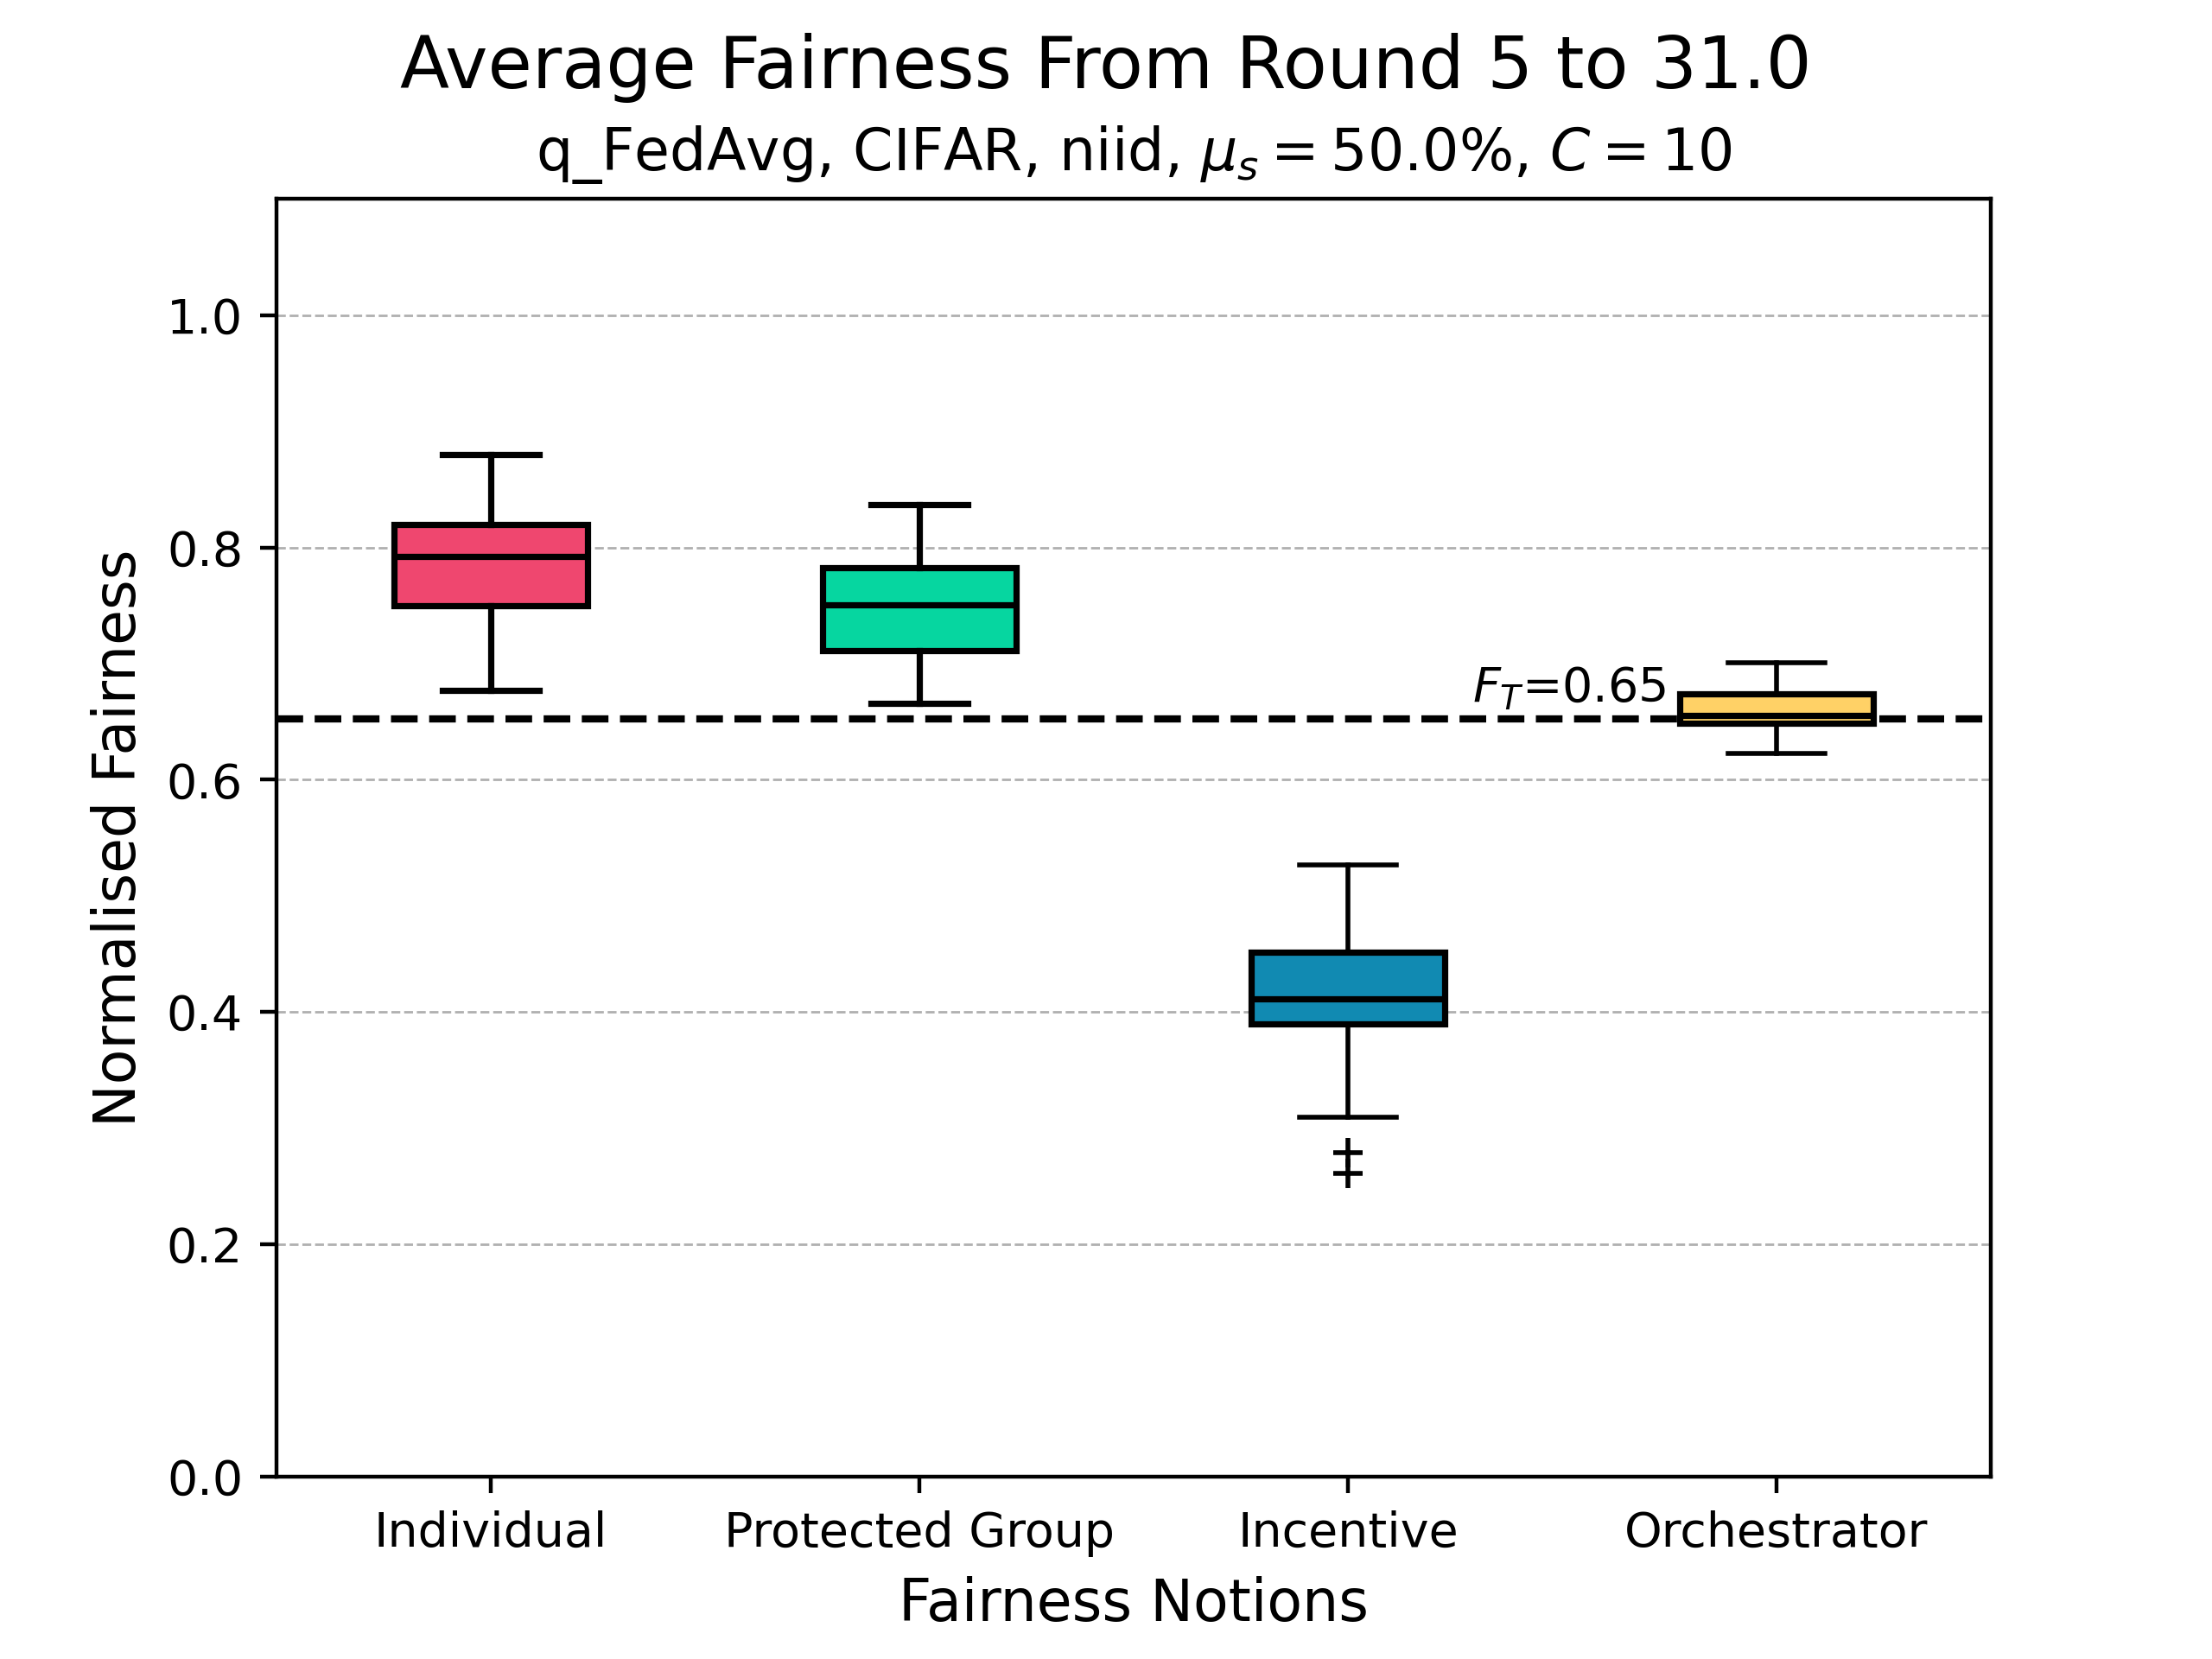 Average Fairness From Round 5 to 31.0
q_FedAvg, CIFAR, niid, μₛ = 50.0%, C = 10
Normalised Fairness
1.0
0.8
0.6
0.4
0.2
0.0
F_T=0.65
Individual
Protected Group
Incentive
Orchestrator
Fairness Notions